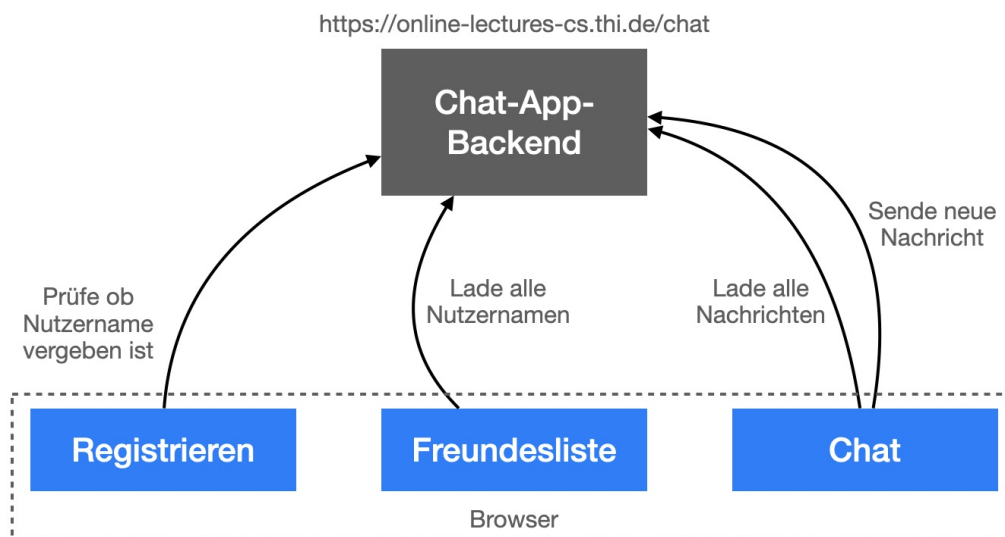 https://online-lectures-cs.thi.de/chat
Chat-App-
Backend
Sende neue
Nachricht
Prüfe ob
Nutzername
vergeben ist
Lade alle
Nutzernamen
Lade alle
Nachrichten
Registrieren
Freundesliste
Chat
Browser